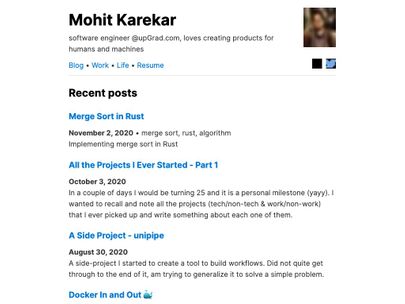 Mohit Karekar
software engineer @upGrad.com, loves creating products for
humans and machines
Blog • Work • Life • Resume
Recent posts
Merge Sort in Rust
November 2, 2020 • merge sort, rust, algorithm
Implementing merge sort in Rust
All the Projects I Ever Started - Part 1
October 3, 2020
In a couple of days I would be turning 25 and it is a personal milestone (yayy). I
wanted to recall and note all the projects (tech/non-tech & work/non-work)
that I ever picked up and write something about each one of them.
A Side Project - unipipe
August 30, 2020
A side-project I started to create a tool to build workflows. Did not quite get
through to the end of it, am trying to generalize it to solve a simple problem.
Docker In and Out 🐳